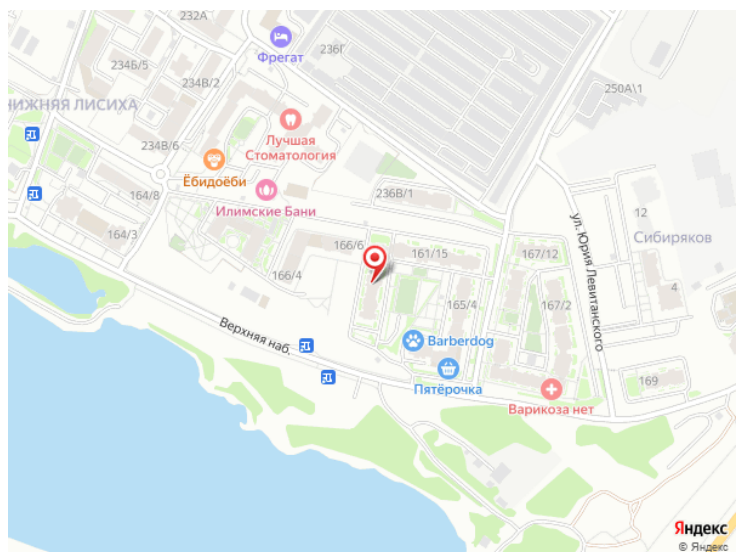 232А
236Г
Фрегат
234Б/5
234В/2
250А\1
НИЖНЯЯ ЛИСИХА
Лучшая
Стоматология
234В/6
Ёбидоёби
236В/1
164/8
Илимские Бани
12
ул. Юрия Левитанского
Сибиряков
164/3
166/6
161/15
167/12
166/4
4
165/4
167/2
Верхняя наб.
Barberdog
169
Пятёрочка
Варикоза нет
Яндекс
© Яндекс